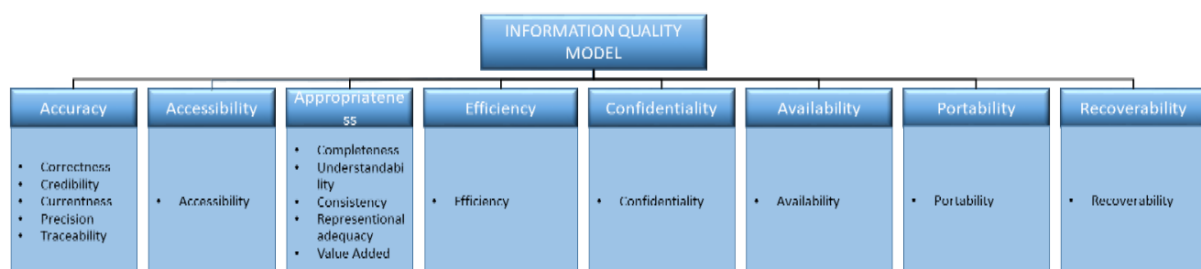 INFORMATION QUALITY
MODEL
Accuracy
• Correctness
• Credibility
• Currentness
• Precision
• Traceability
Accessibility
• Accessibility
Appropriatene
ss
• Completeness
• Understandabi
lity
• Consistency
• Represential
adequacy
• Value Added
Efficiency
• Efficiency
Confidentiality
• Confidentiality
Availability
• Availability
Portability
• Portability
Recoverability
• Recoverability